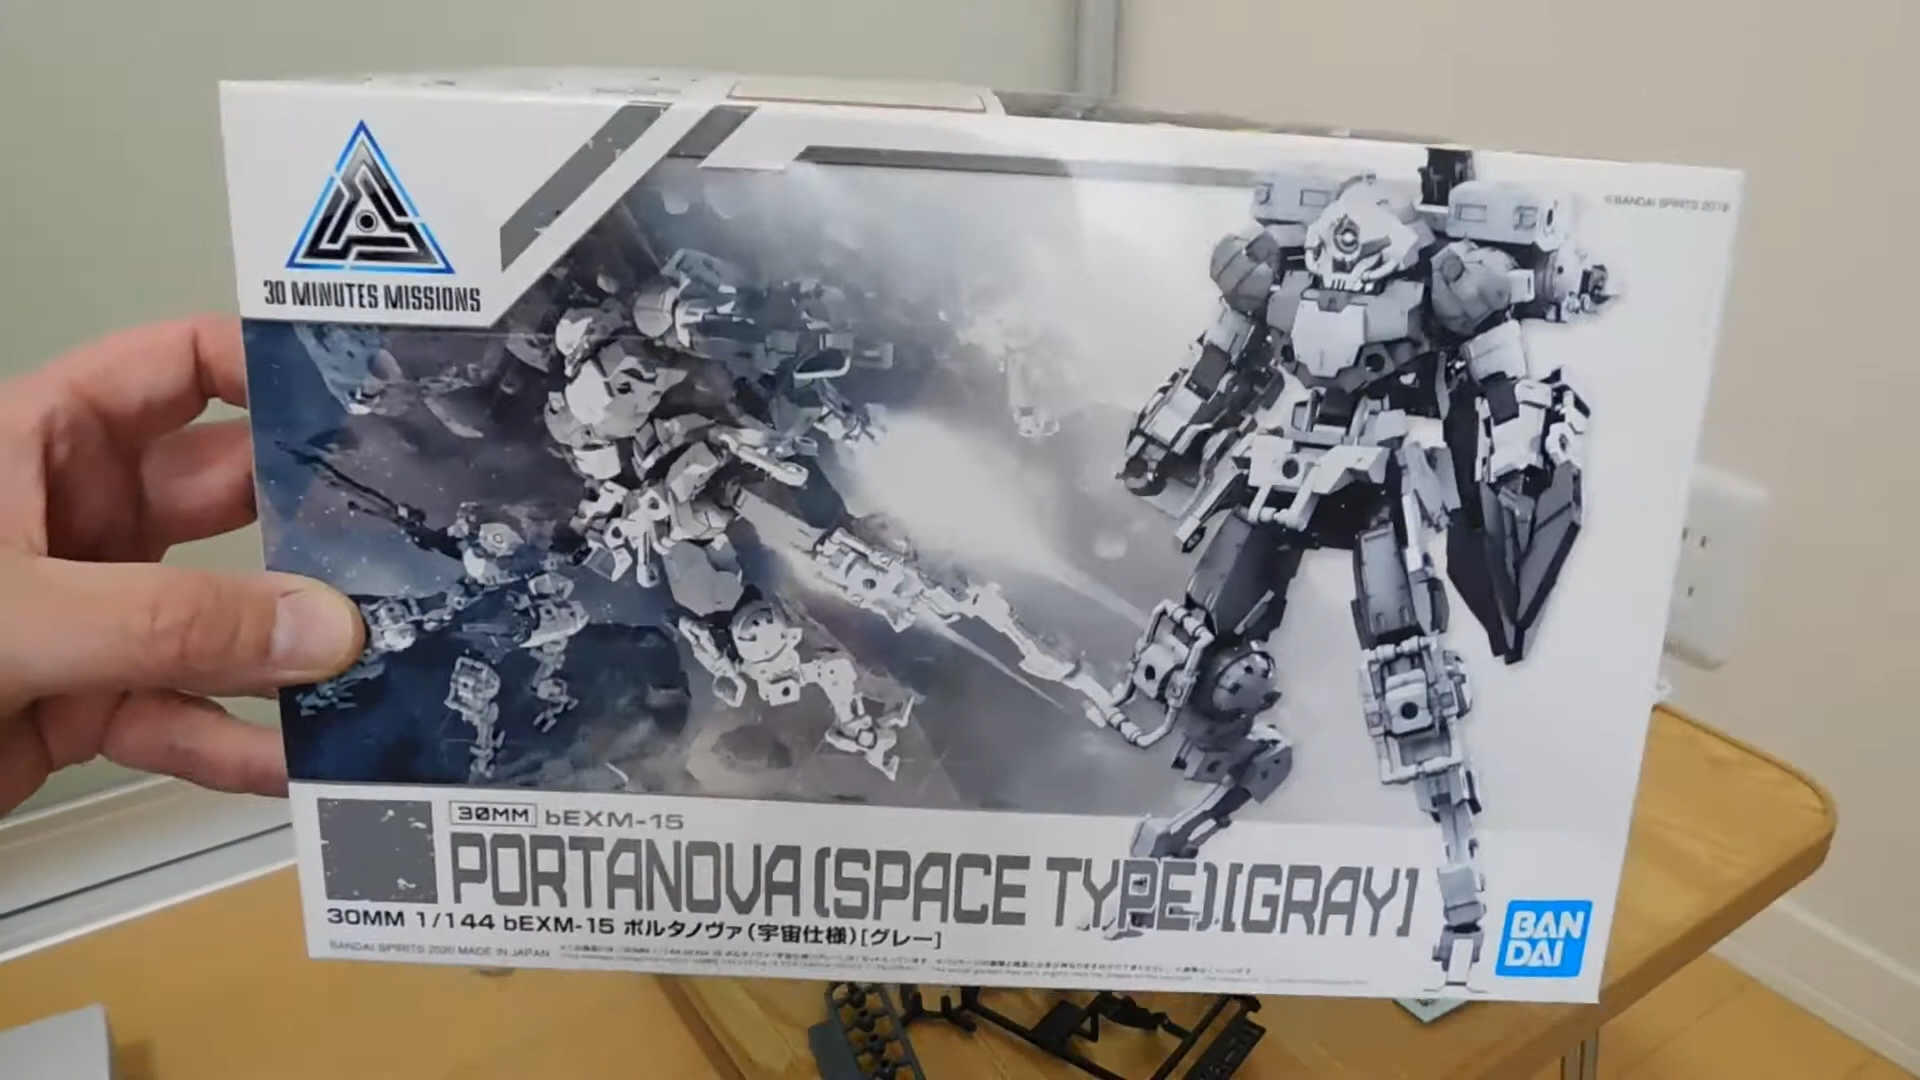 ©BANDAI SPIRITS 2019
30 MINUTES MISSIONS
30MM bEXM-15
PORTANOVA (SPACE TYPE) [GRAY]
30MM 1/144 bEXM-15 ポルタノヴァ(宇宙仕様)[グレー]
BANDAI SPIRITS 2020 MADE IN JAPAN
BAN
DAI